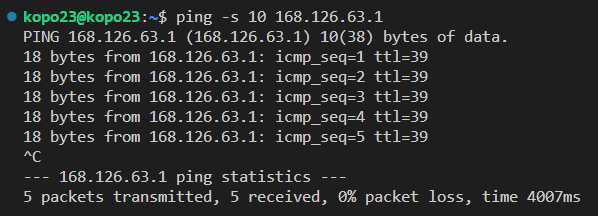 kopo23@kopo23:~$ ping -s 10 168.126.63.1
PING 168.126.63.1 (168.126.63.1) 10(38) bytes of data.
18 bytes from 168.126.63.1: icmp_seq=1 ttl=39
18 bytes from 168.126.63.1: icmp_seq=2 ttl=39
18 bytes from 168.126.63.1: icmp_seq=3 ttl=39
18 bytes from 168.126.63.1: icmp_seq=4 ttl=39
18 bytes from 168.126.63.1: icmp_seq=5 ttl=39
^C
--- 168.126.63.1 ping statistics ---
5 packets transmitted, 5 received, 0% packet loss, time 4007ms